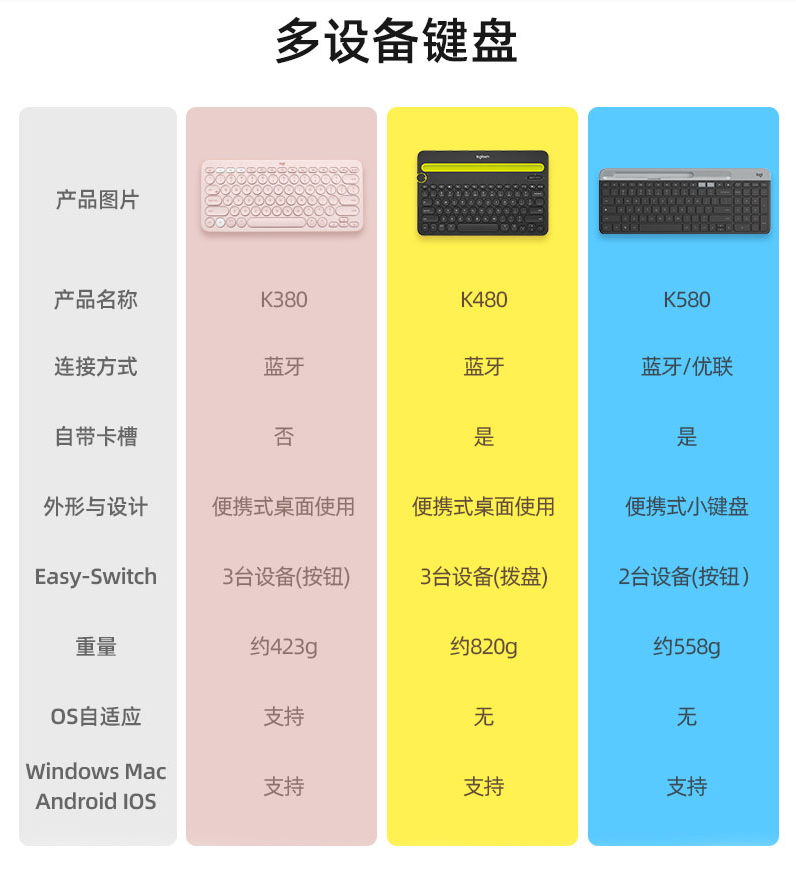 多设备键盘
产品图片
logi
logitech
logi
产品名称 K380 K480 K580
连接方式 蓝牙 蓝牙 蓝牙/优联
自带卡槽 否 是 是
外形与设计 便携式桌面使用 便携式桌面使用 便携式小键盘
Easy-Switch 3台设备(按钮) 3台设备(拨盘) 2台设备(按钮）
重量 约423g 约820g 约558g
OS自适应 支持 无 无
Windows Mac
Android IOS 支持 支持 支持